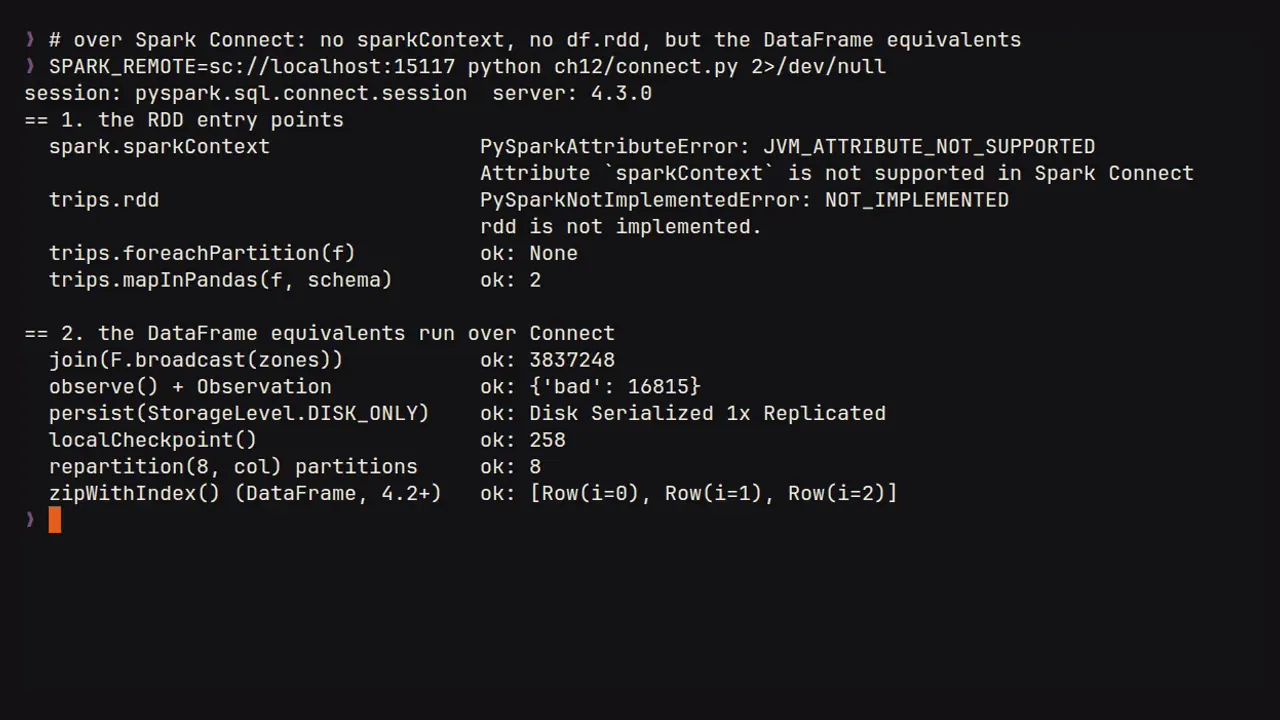 ❯ # over Spark Connect: no sparkContext, no df.rdd, but the DataFrame equivalents
❯ SPARK_REMOTE=sc://localhost:15117 python ch12/connect.py 2>/dev/null
session: pyspark.sql.connect.session  server: 4.3.0
== 1. the RDD entry points
  spark.sparkContext                 PySparkAttributeError: JVM_ATTRIBUTE_NOT_SUPPORTED
                                     Attribute `sparkContext` is not supported in Spark Connect
  trips.rdd                          PySparkNotImplementedError: NOT_IMPLEMENTED
                                     rdd is not implemented.
  trips.foreachPartition(f)          ok: None
  trips.mapInPandas(f, schema)       ok: 2

== 2. the DataFrame equivalents run over Connect
  join(F.broadcast(zones))           ok: 3837248
  observe() + Observation            ok: {'bad': 16815}
  persist(StorageLevel.DISK_ONLY)    ok: Disk Serialized 1x Replicated
  localCheckpoint()                  ok: 258
  repartition(8, col) partitions     ok: 8
  zipWithIndex() (DataFrame, 4.2+)   ok: [Row(i=0), Row(i=1), Row(i=2)]
❯